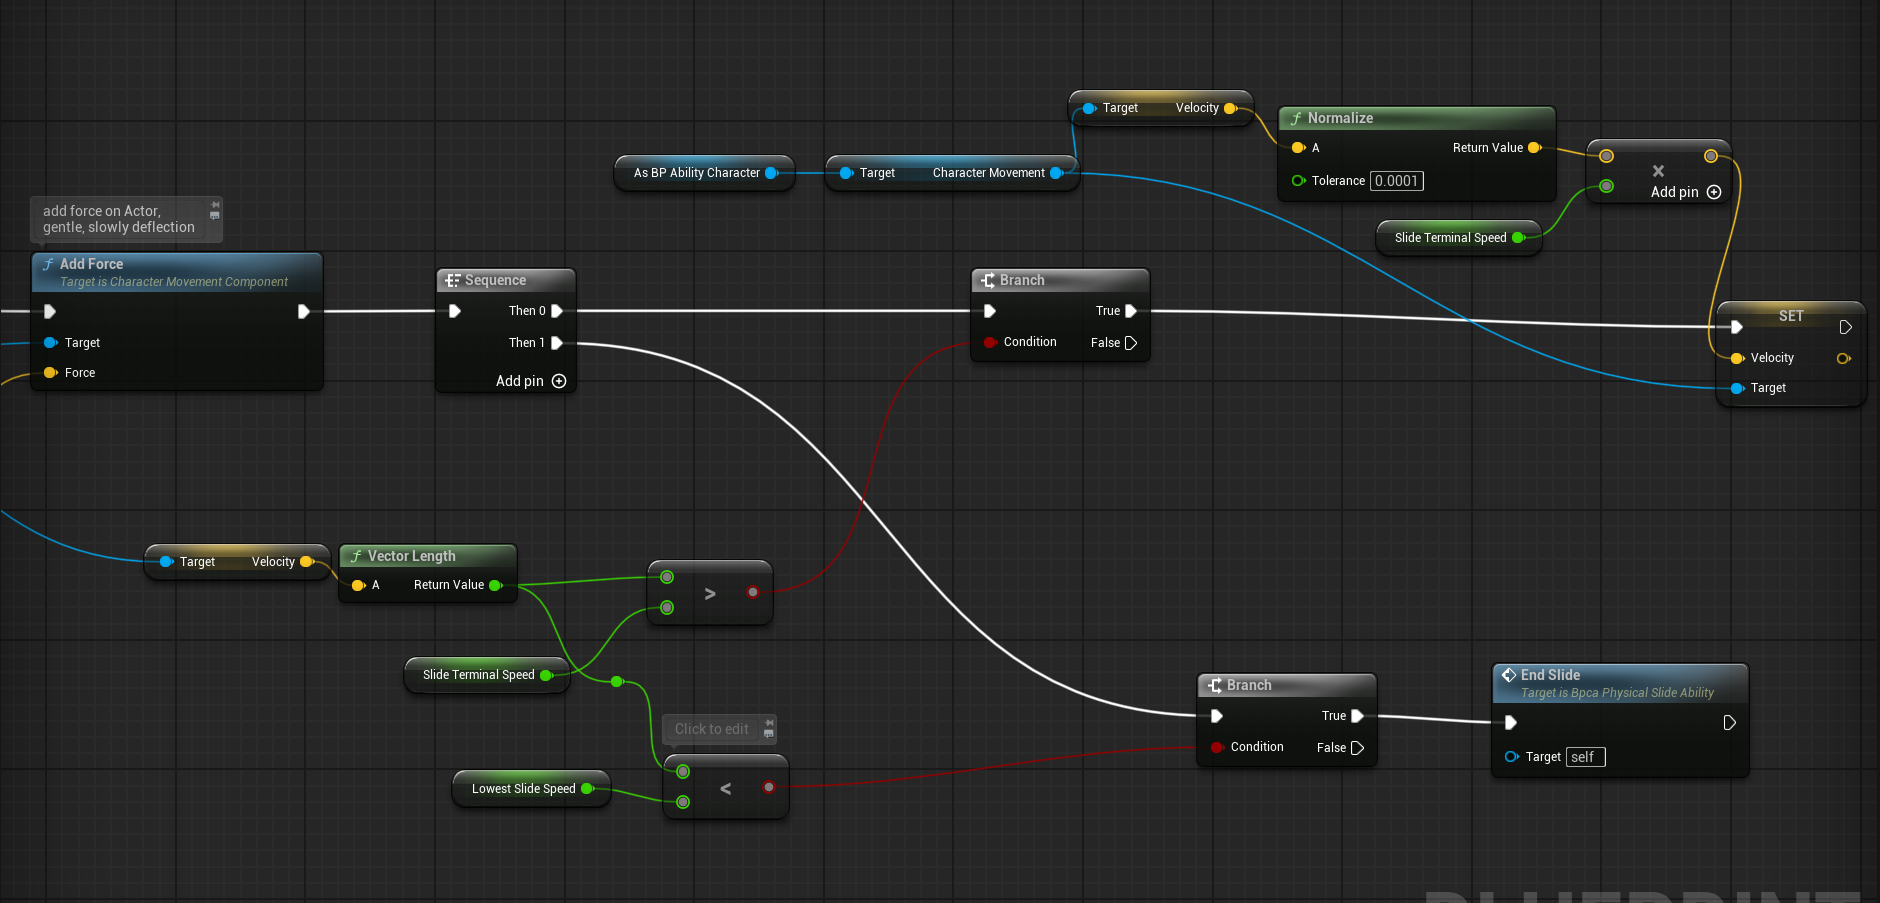 Target Velocity
Normalize
A Return Value
Tolerance 0.0001
Add pin
As BP Ability Character
Target Character Movement
Slide Terminal Speed
add force on Actor,
gentle, slowly deflection
Add Force
Target is Character Movement Component
Target
Force
Sequence
Then 0
Then 1
Add pin
Branch
True
Condition False
SET
Velocity
Target
Target Velocity
Vector Length
A Return Value
>
Slide Terminal Speed
Click to edit
Lowest Slide Speed
<
Branch
True
Condition False
End Slide
Target is Bpca Physical Slide Ability
Target self
BLUEPRINT